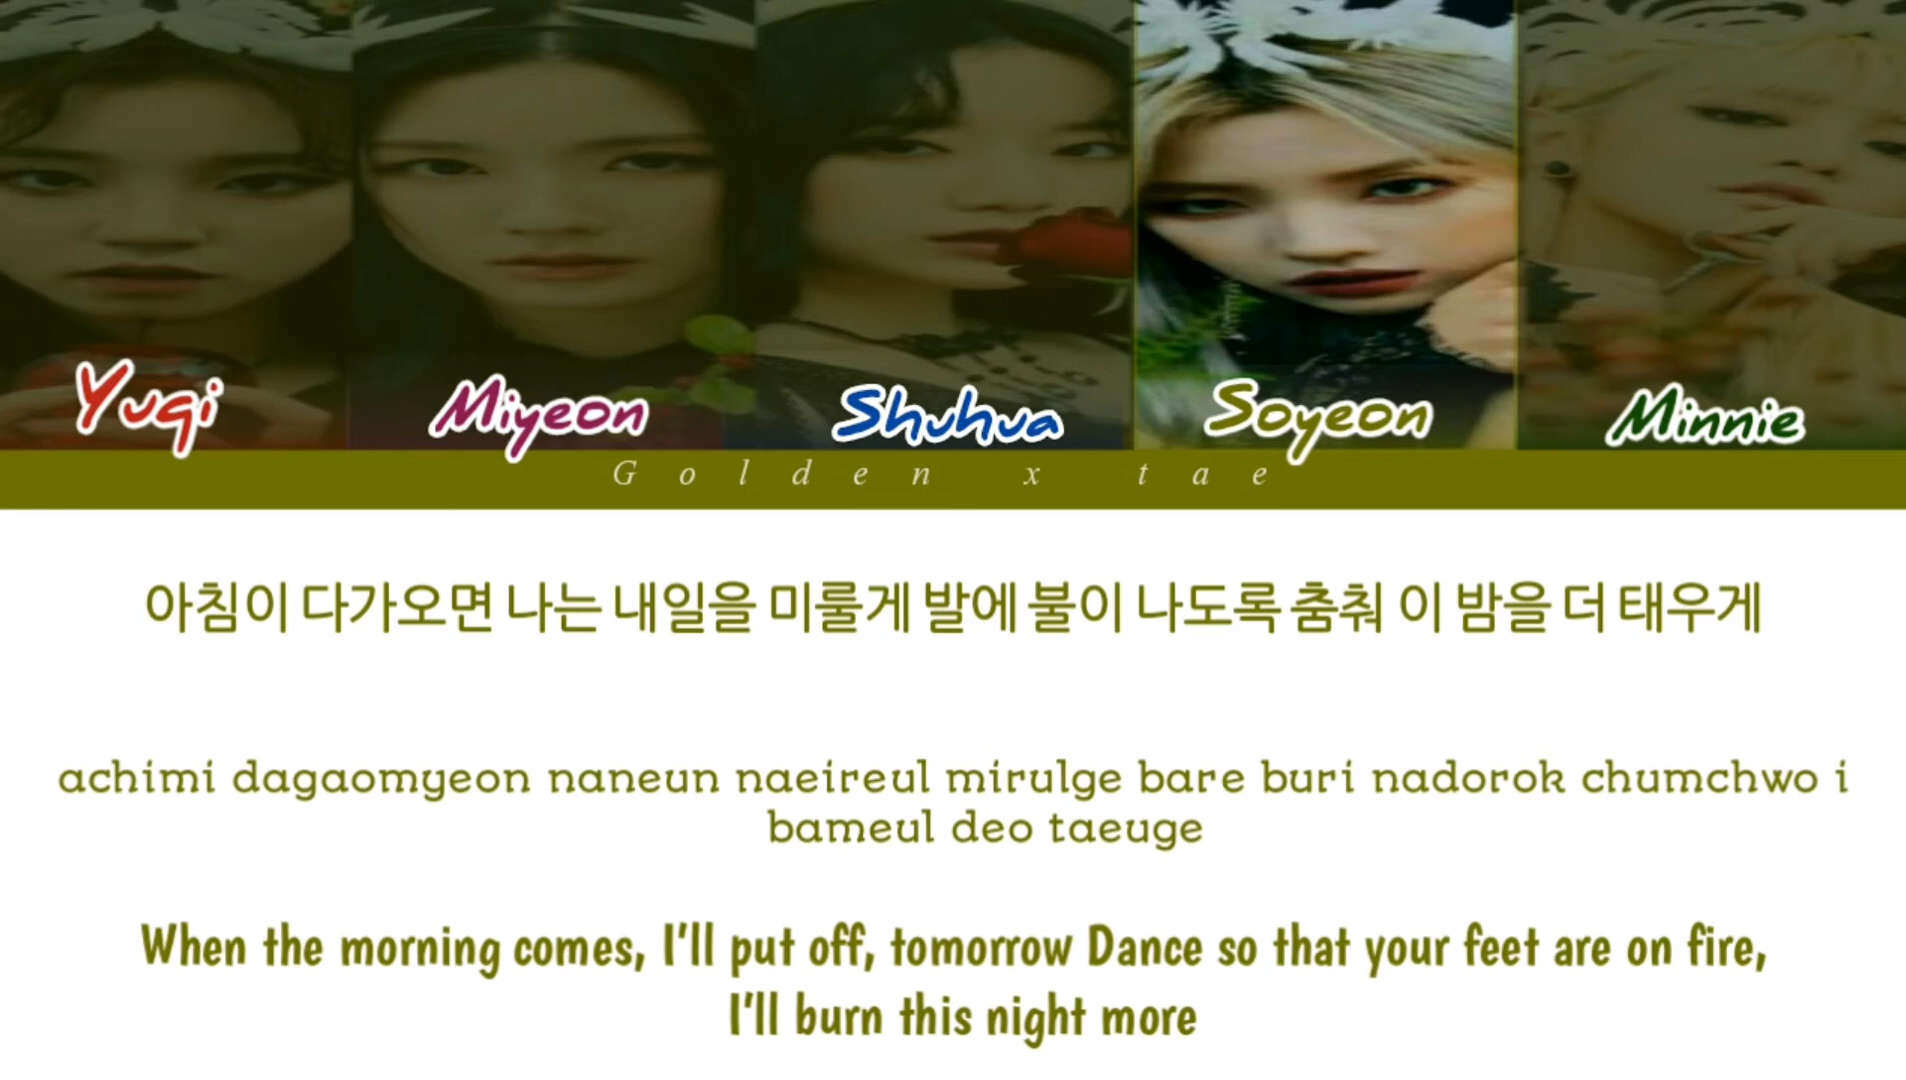 Yuqi Miyeon Shuhua Soyeon Minnie
Golden x tae
아침이 다가오면 나는 내일을 미룰게 발에 불이 나도록 춤춰 이 밤을 더 태우게
achimi dagaomyeon naneun naeireul mirulge bare buri nadorok chumchwo i
bameul deo taeuge
When the morning comes, I'll put off, tomorrow Dance so that your feet are on fire,
I'll burn this night more